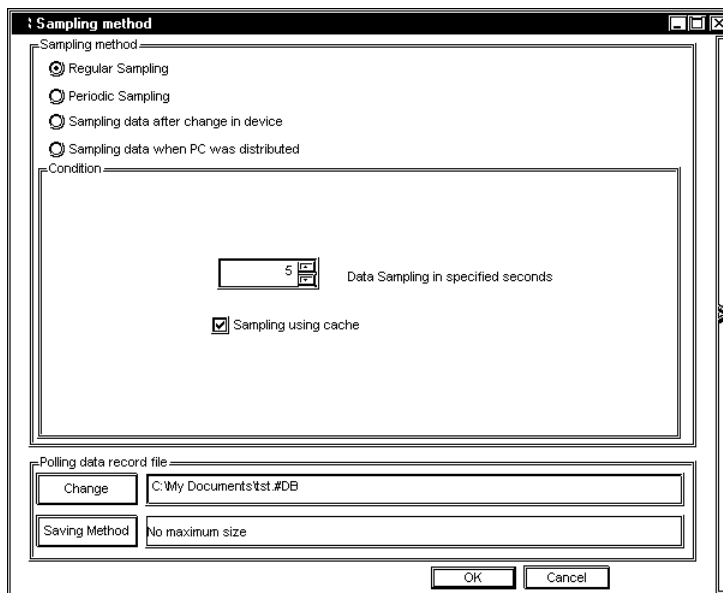 Sampling method
Sampling method
Regular Sampling
Periodic Sampling
Sampling data after change in device
Sampling data when PC was distributed
Condition
5
Data Sampling in specified seconds
Sampling using cache
Polling data record file
Change
C:\My Documents\tst.#DB
Saving Method
No maximum size
OK
Cancel